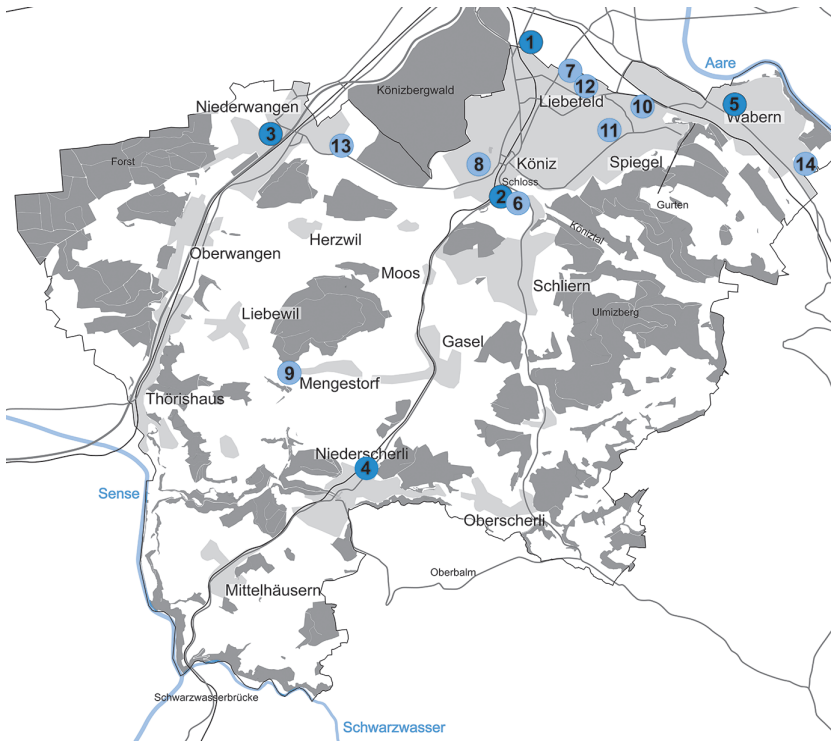 1
Aare
7
Könizbergwald
12
Niederwangen
Liebefeld
10
5
Wabern
3
11
13
Forst
8
Köniz
Spiegel
14
Schloss
2
6
Gurten
Köniztal
Herzwil
Oberwangen
Moos
Schliern
Liebewil
Ulmizberg
Gasel
9
Mengestorf
Thörishaus
Niederscherli
4
Sense
Oberscherli
Oberbalm
Mittelhäusern
Schwarzwasserbrücke
Schwarzwasser